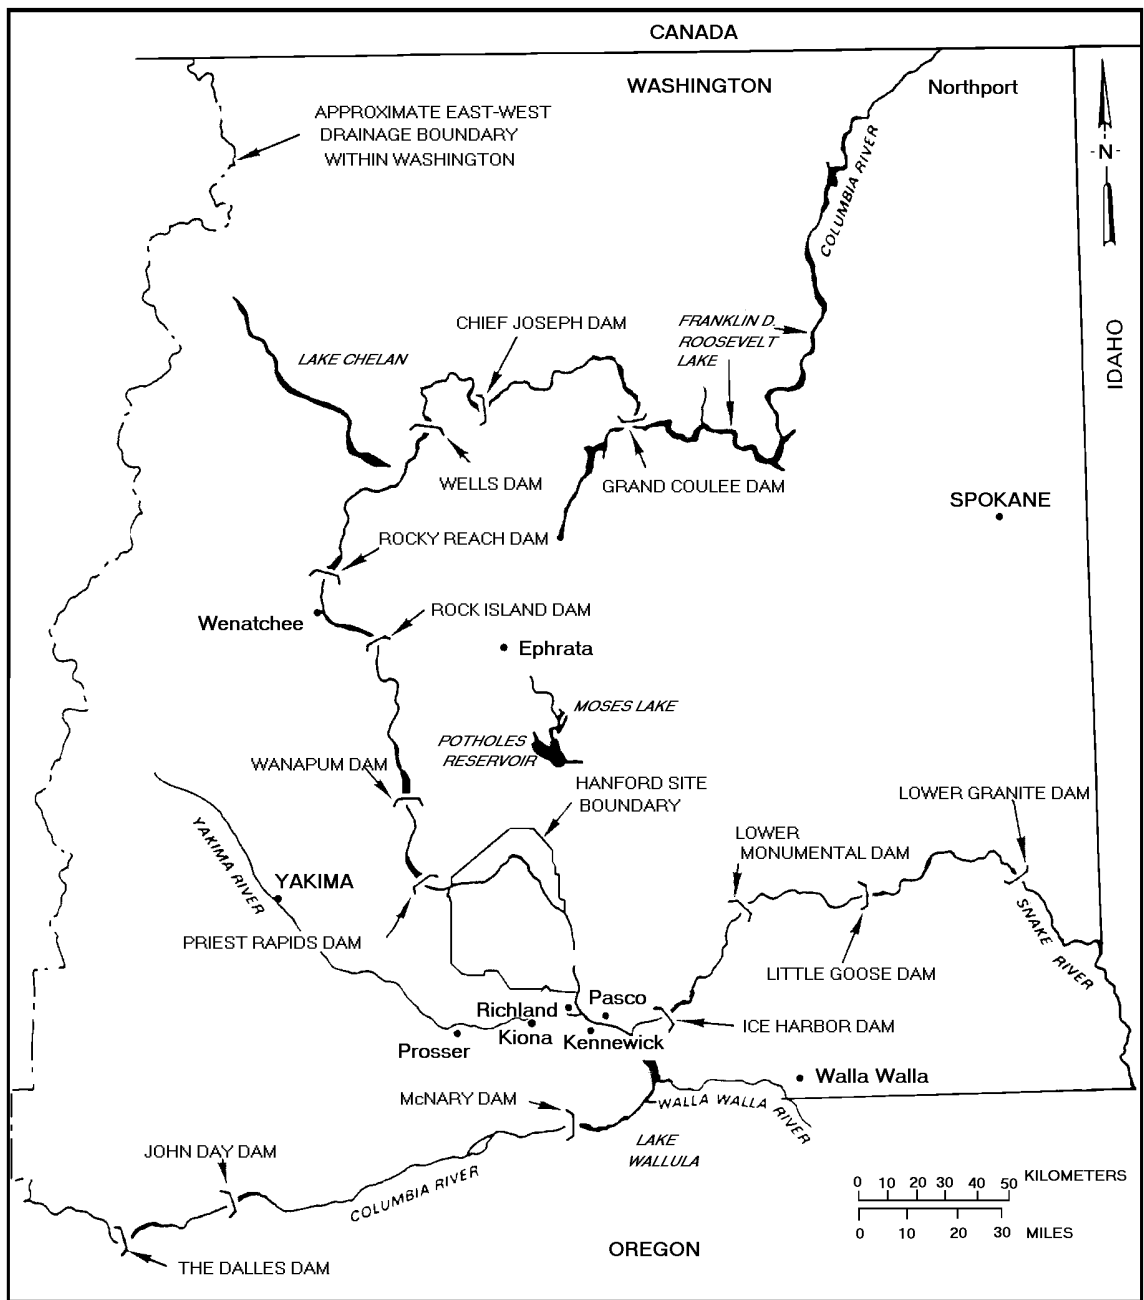 CANADA
WASHINGTON
Northport
APPROXIMATE EAST-WEST
DRAINAGE BOUNDARY
WITHIN WASHINGTON
COLUMBIA RIVER
-N-
IDAHO
CHIEF JOSEPH DAM
FRANKLIN D.
ROOSEVELT
LAKE
LAKE CHELAN
WELLS DAM
GRAND COULEE DAM
SPOKANE
ROCKY REACH DAM
Wenatchee
ROCK ISLAND DAM
Ephrata
MOSES LAKE
POTHOLES
RESERVOIR
WANAPUM DAM
HANFORD SITE
BOUNDARY
LOWER GRANITE DAM
LOWER
MONUMENTAL DAM
YAKIMA RIVER
YAKIMA
SNAKE RIVER
PRIEST RAPIDS DAM
LITTLE GOOSE DAM
Richland
Pasco
Kiona
Kennewick
ICE HARBOR DAM
Prosser
Walla Walla
McNARY DAM
WALLA WALLA RIVER
LAKE
WALLULA
JOHN DAY DAM
COLUMBIA RIVER
0 10 20 30 40 50 KILOMETERS
0 10 20 30 MILES
OREGON
THE DALLES DAM